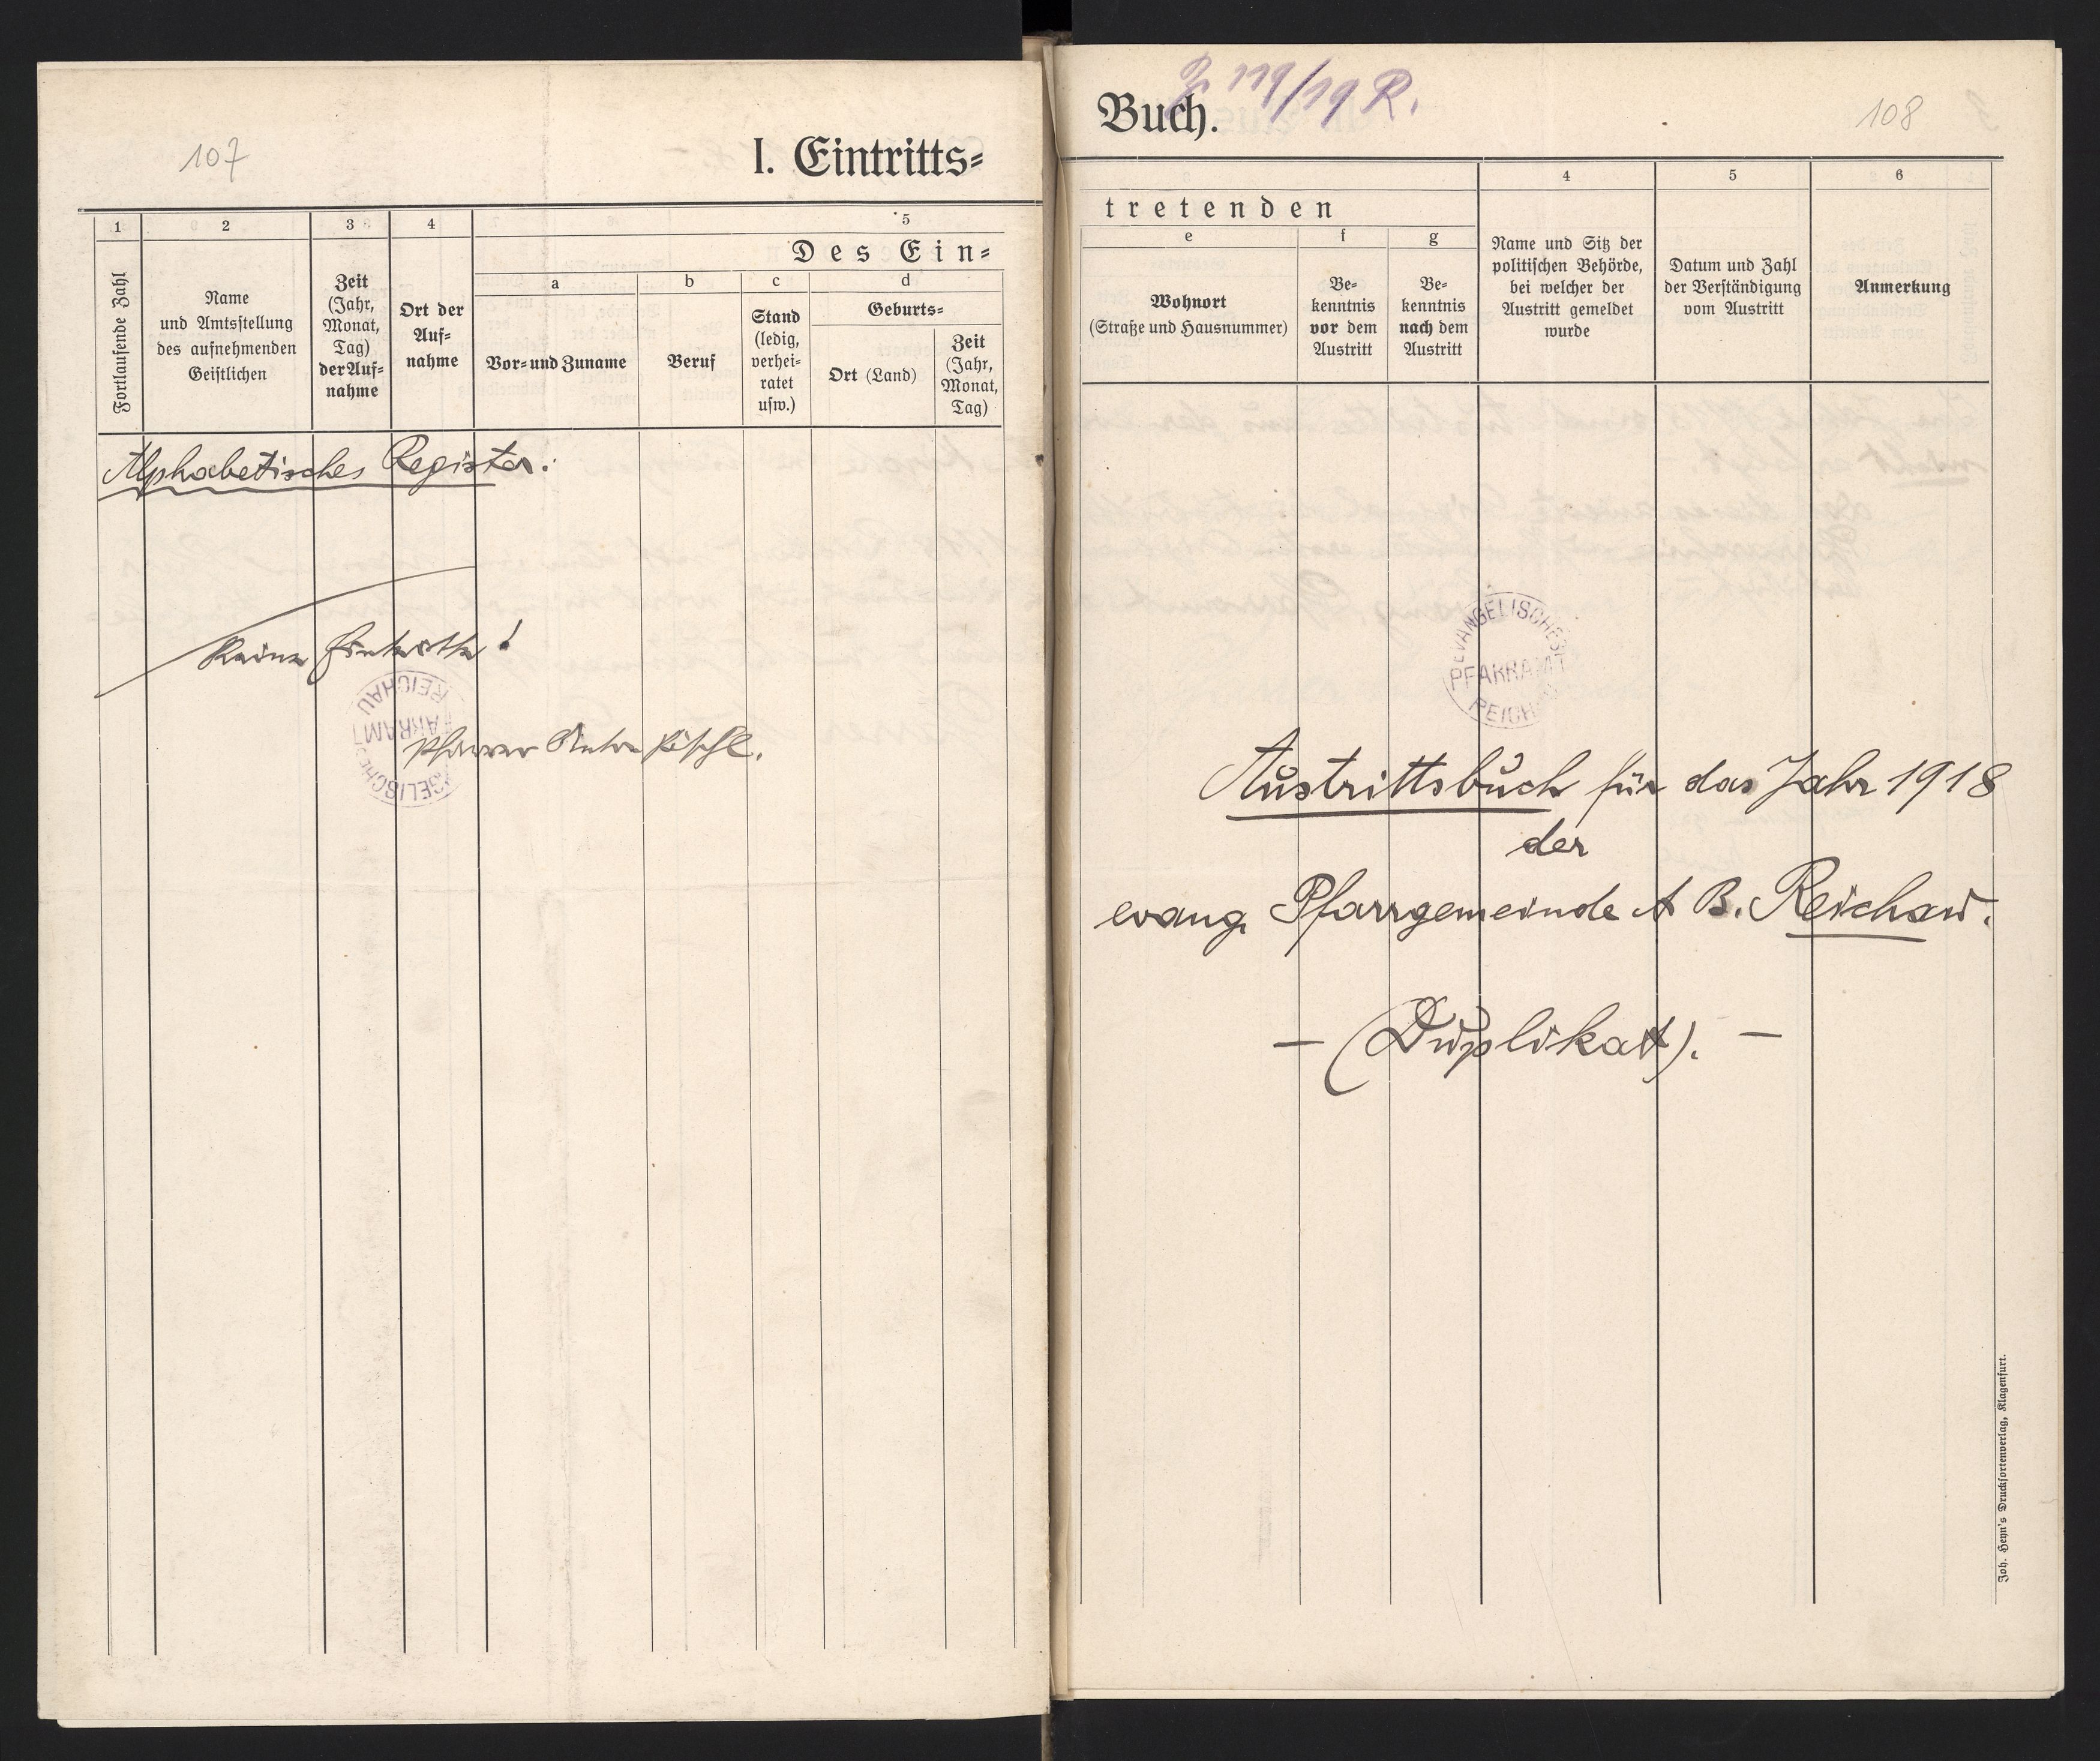 107
I. Eintritts=
1
2
3
4
5
Des Ein=
a
b
c
d
Fortlaufende Zahl
Name
und Amtsstellung
des aufnehmenden
Geistlichen
Zeit
(Jahr,
Monat,
Tag)
der Auf=
nahme
Ort der
Auf=
nahme
Vor= und Zuname
Beruf
Stand
(ledig,
verhei=
ratet
usw.)
Geburts=
Ort (Land)
Zeit
(Jahr,
Monat,
Tag)
Alphabetisches Register.
Keine Eintritte!
REICHAU
Pfarrer
Z 119/19 R.
Buch.
108
4
5
6
tretenden
e
f
g
Wohnort
(Straße und Hausnummer)
Be=
kenntnis
vor dem
Austritt
Be=
kenntnis
nach dem
Austritt
Name und Sitz der
politischen Behörde,
bei welcher der
Austritt gemeldet
wurde
Datum und Zahl
der Verständigung
vom Austritt
Anmerkung
EVANGELISCHES
PFARRAMT
Austrittsbuch für das Jahr 1918
der
evang. Pfarrgemeinde A B. Reichau.
— (Duplikat). —
Joh. Heyn's Drucksortenverlag, Klagenfurt.